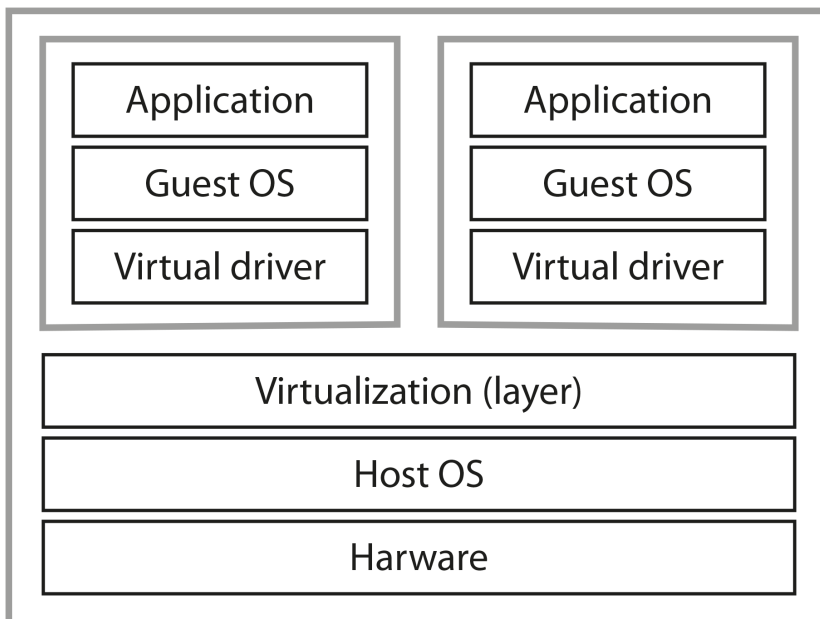 Application
Guest OS
Virtual driver
Application
Guest OS
Virtual driver
Virtualization (layer)
Host OS
Harware